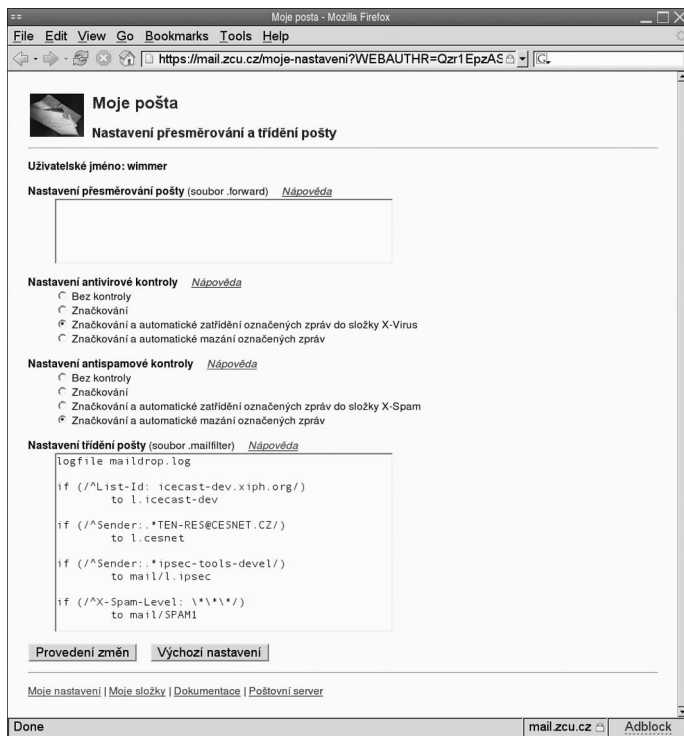 Moje posta - Mozilla Firefox
File Edit View Go Bookmarks Tools Help
https://mail.zcu.cz/moje-nastaveni?WEBAUTHR=Qzr1EpzAS
Moje pošta
Nastavení přesměrování a třídění pošty
Uživatelské jméno: wimmer
Nastavení přesměrování pošty (soubor .forward) Nápověda
Nastavení antivirové kontroly Nápověda
Bez kontroly
Značkování
Značkování a automatické zatřídění označených zpráv do složky X-Virus
Značkování a automatické mazání označených zpráv
Nastavení antispamové kontroly Nápověda
Bez kontroly
Značkování
Značkování a automatické zatřídění označených zpráv do složky X-Spam
Značkování a automatické mazání označených zpráv
Nastavení třídění pošty (soubor .mailfilter) Nápověda
logfile maildrop.log
if (/^List-Id: icecast-dev.xiph.org/)
to l.icecast-dev
if (/^Sender:.*TEN-RES@CESNET.CZ/)
to l.cesnet
if (/^Sender:.*ipsec-tools-devel/)
to mail/l.ipsec
if (/^X-Spam-Level: \*\*\*/)
to mail/SPAM1
Provedení změn Výchozí nastavení
Moje nastavení | Moje složky | Dokumentace | Poštovní server
Done mail.zcu.cz Adblock